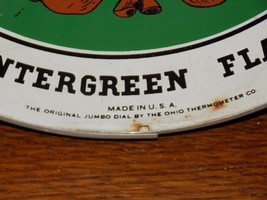 NTERGREEN FLA
MADE IN U.S.A.
THE ORIGINAL JUMBO DIAL BY THE OHIO THERMOMETER CO